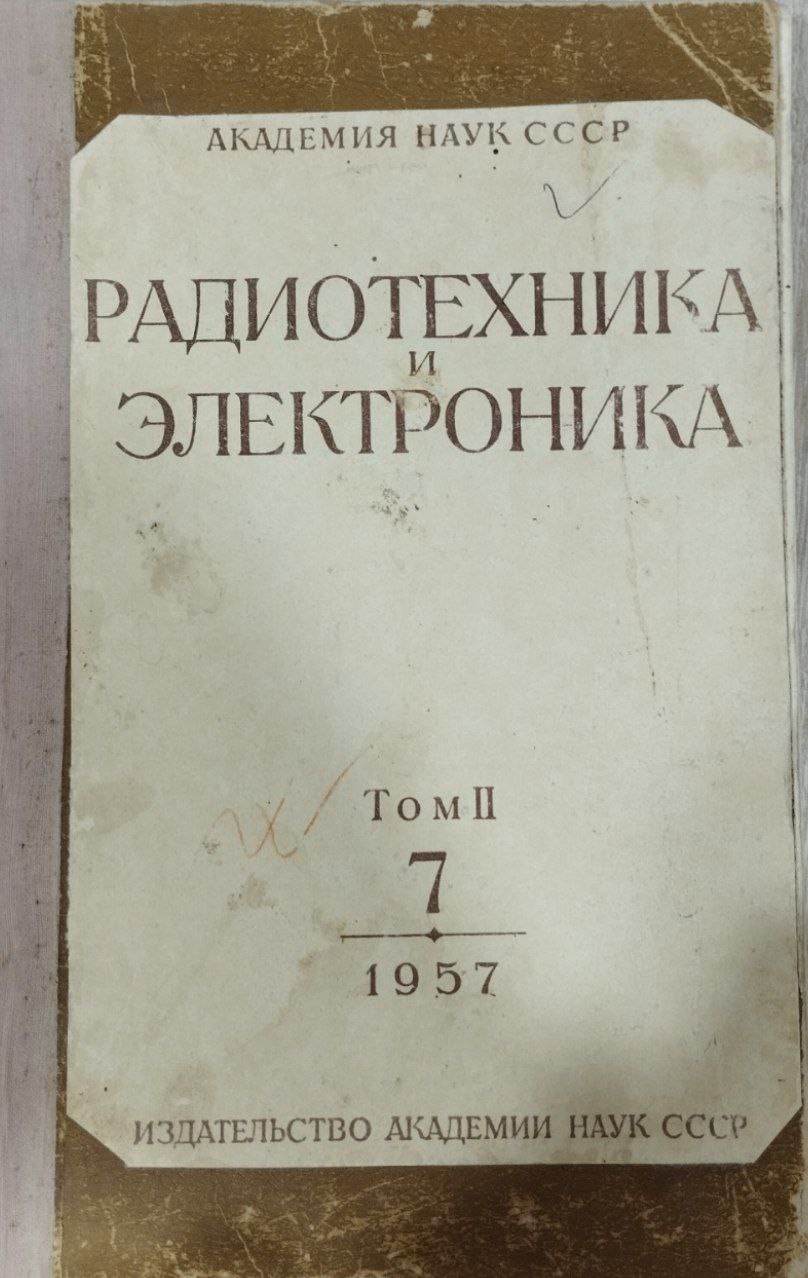 АКАДЕМИЯ НАУК СССР
РАДИОТЕХНИКА
И
ЭЛЕКТРОНИКА
Том II
7
1957
ИЗДАТЕЛЬСТВО АКАДЕМИИ НАУК СССР